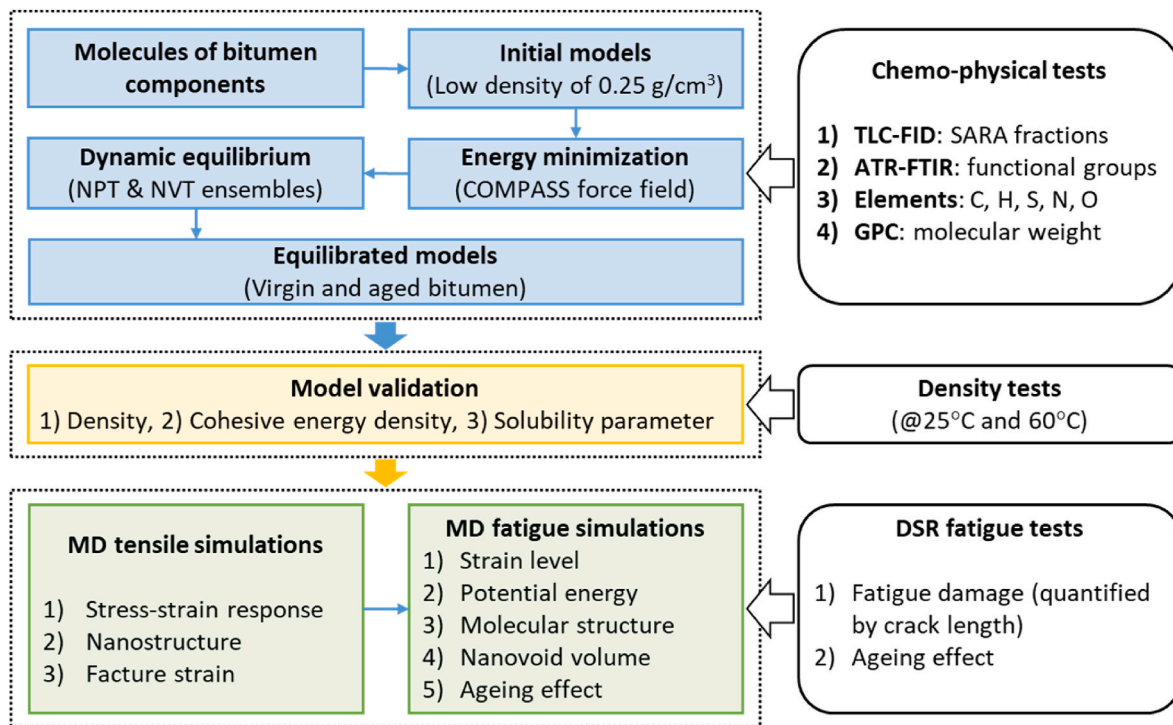 Molecules of bitumen
components
Initial models
(Low density of 0.25 g/cm³)
Dynamic equilibrium
(NPT & NVT ensembles)
Energy minimization
(COMPASS force field)
Equilibrated models
(Virgin and aged bitumen)
Chemo-physical tests
1) TLC-FID: SARA fractions
2) ATR-FTIR: functional groups
3) Elements: C, H, S, N, O
4) GPC: molecular weight
Model validation
1) Density, 2) Cohesive energy density, 3) Solubility parameter
Density tests
(@25°C and 60°C)
MD tensile simulations
1) Stress-strain response
2) Nanostructure
3) Facture strain
MD fatigue simulations
1) Strain level
2) Potential energy
3) Molecular structure
4) Nanovoid volume
5) Ageing effect
DSR fatigue tests
1) Fatigue damage (quantified
by crack length)
2) Ageing effect